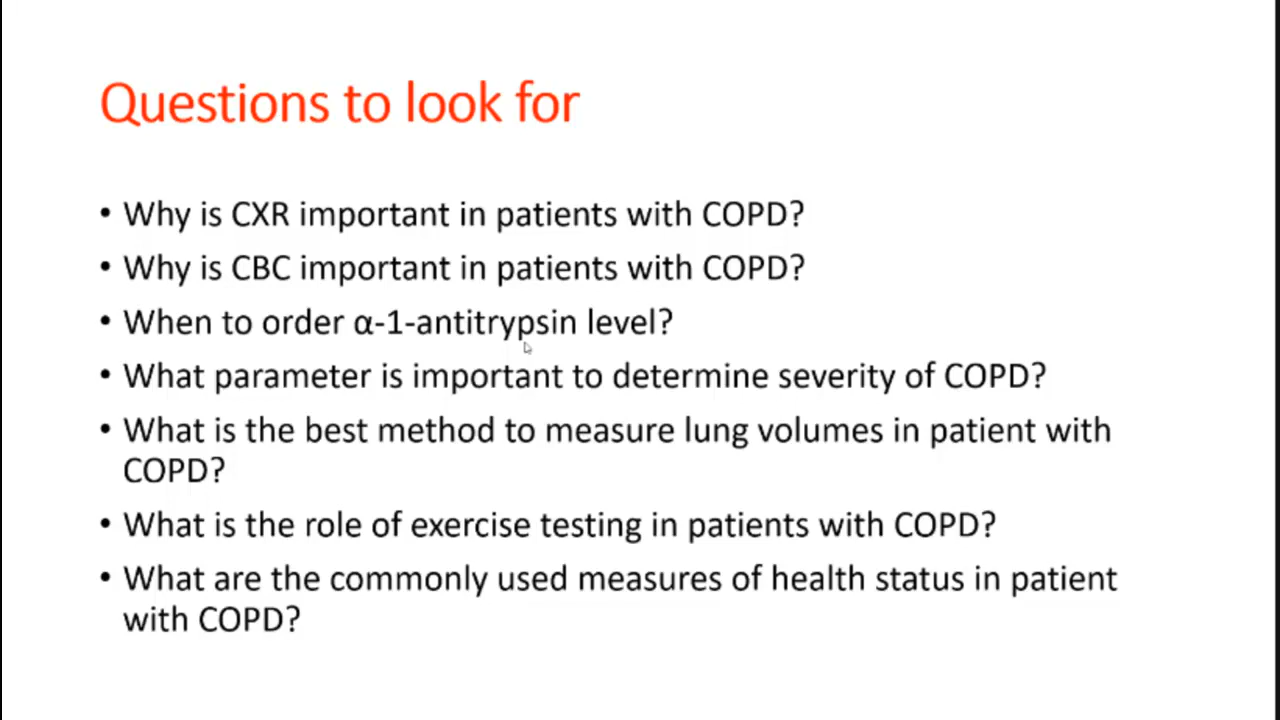 Questions to look for
• Why is CXR important in patients with COPD?
• Why is CBC important in patients with COPD?
• When to order α-1-antitrypsin level?
• What parameter is important to determine severity of COPD?
• What is the best method to measure lung volumes in patient with
COPD?
• What is the role of exercise testing in patients with COPD?
• What are the commonly used measures of health status in patient
with COPD?